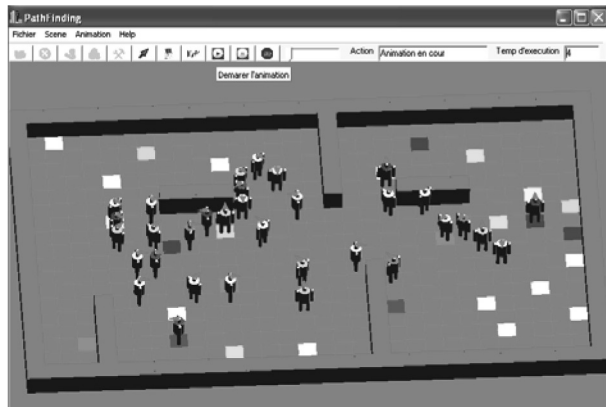 PathFinding
Fichier Scene Animation Help
Action Animation en cour Temp d'execution 4
Demarer l'animation